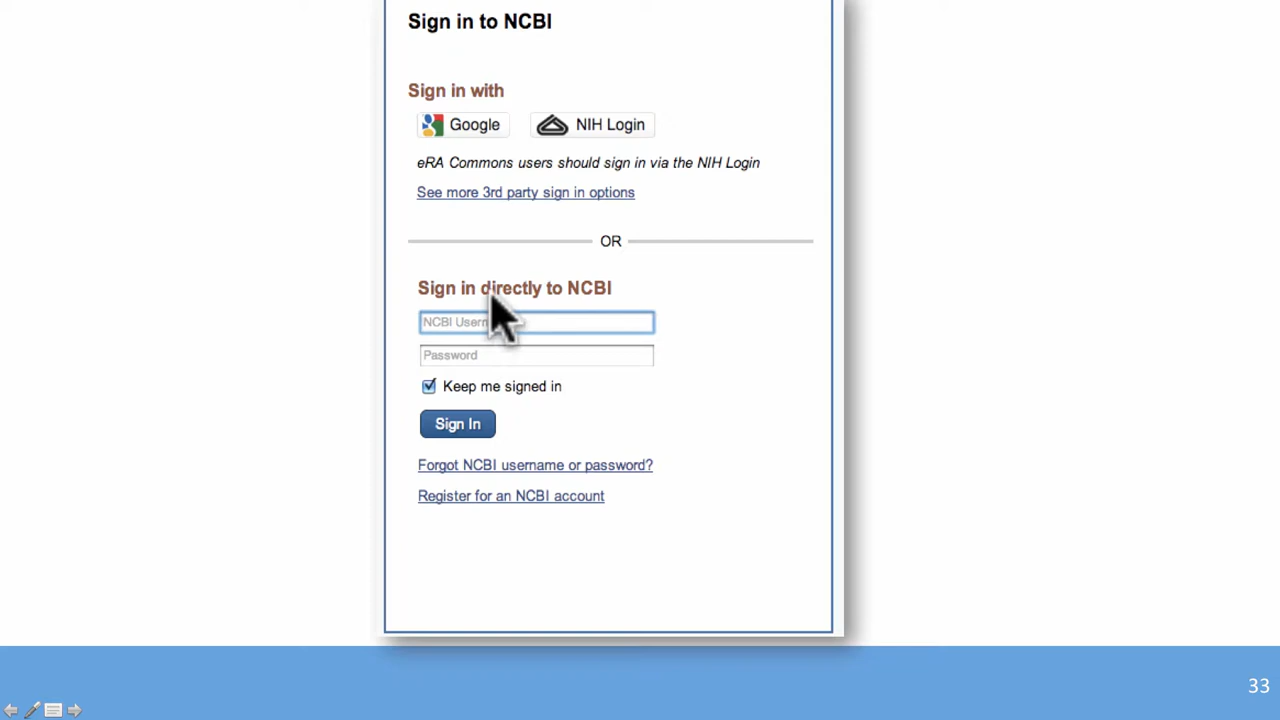 Sign in to NCBI
Sign in with
Google NIH Login
eRA Commons users should sign in via the NIH Login
See more 3rd party sign in options
OR
Sign in directly to NCBI
NCBI Usern
Password
Keep me signed in
Sign In
Forgot NCBI username or password?
Register for an NCBI account
33